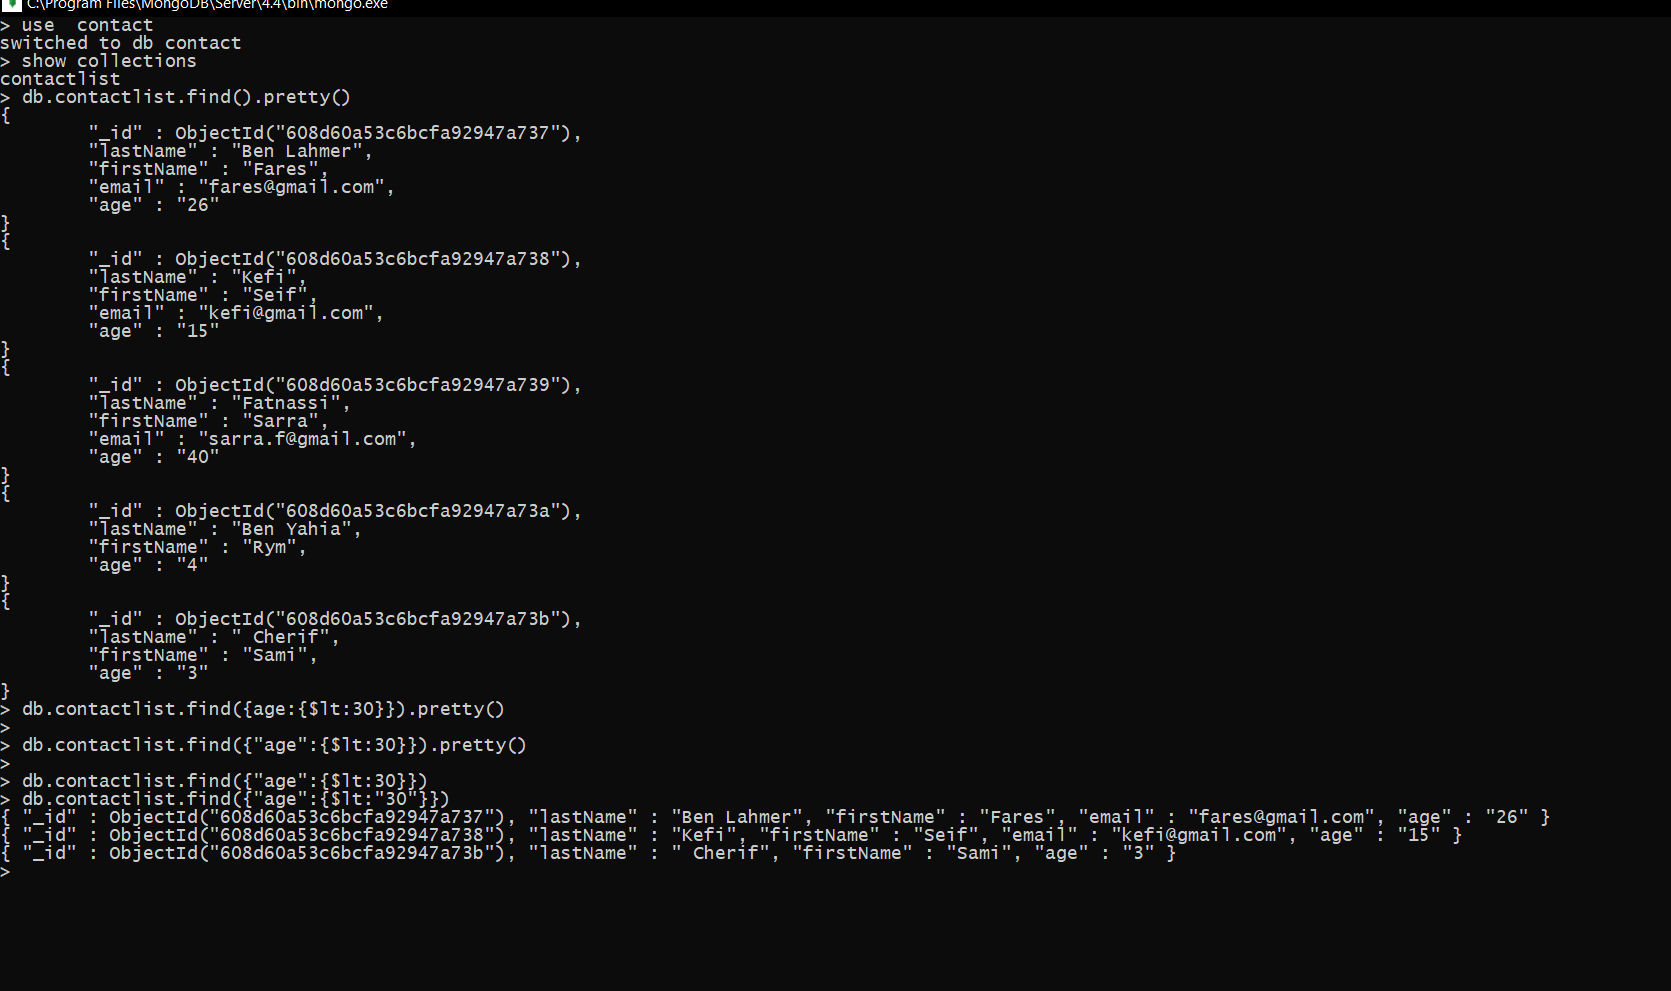 C:\Program Files\MongoDB\Server\4.4\bin\mongo.exe
> use  contact
switched to db contact
> show collections
contactlist
> db.contactlist.find().pretty()
{
        "_id" : ObjectId("608d60a53c6bcfa92947a737"),
        "lastName" : "Ben Lahmer",
        "firstName" : "Fares",
        "email" : "fares@gmail.com",
        "age" : "26"
}
{
        "_id" : ObjectId("608d60a53c6bcfa92947a738"),
        "lastName" : "Kefi",
        "firstName" : "Seif",
        "email" : "kefi@gmail.com",
        "age" : "15"
}
{
        "_id" : ObjectId("608d60a53c6bcfa92947a739"),
        "lastName" : "Fatnassi",
        "firstName" : "Sarra",
        "email" : "sarra.f@gmail.com",
        "age" : "40"
}
{
        "_id" : ObjectId("608d60a53c6bcfa92947a73a"),
        "lastName" : "Ben Yahia",
        "firstName" : "Rym",
        "age" : "4"
}
{
        "_id" : ObjectId("608d60a53c6bcfa92947a73b"),
        "lastName" : " Cherif",
        "firstName" : "Sami",
        "age" : "3"
}
> db.contactlist.find({age:{$lt:30}}).pretty()
>
> db.contactlist.find({"age":{$lt:30}}).pretty()
>
> db.contactlist.find({"age":{$lt:30}})
> db.contactlist.find({"age":{$lt:"30"}})
{ "_id" : ObjectId("608d60a53c6bcfa92947a737"), "lastName" : "Ben Lahmer", "firstName" : "Fares", "email" : "fares@gmail.com", "age" : "26" }
{ "_id" : ObjectId("608d60a53c6bcfa92947a738"), "lastName" : "Kefi", "firstName" : "Seif", "email" : "kefi@gmail.com", "age" : "15" }
{ "_id" : ObjectId("608d60a53c6bcfa92947a73b"), "lastName" : " Cherif", "firstName" : "Sami", "age" : "3" }
>